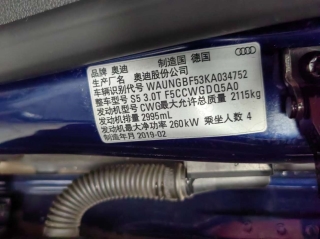 品牌 奥迪 制造国 德国
生产厂名 奥迪股份公司
车辆识别代号 WAUNGBF53KA034752
整车型号 S5 3.0T F5CCWGDQ5A0
发动机型号 CWG最大允许总质量 2115kg
发动机排量 2995mL
发动机最大净功率 260kW 乘坐人数 4
制造年月 2019-02